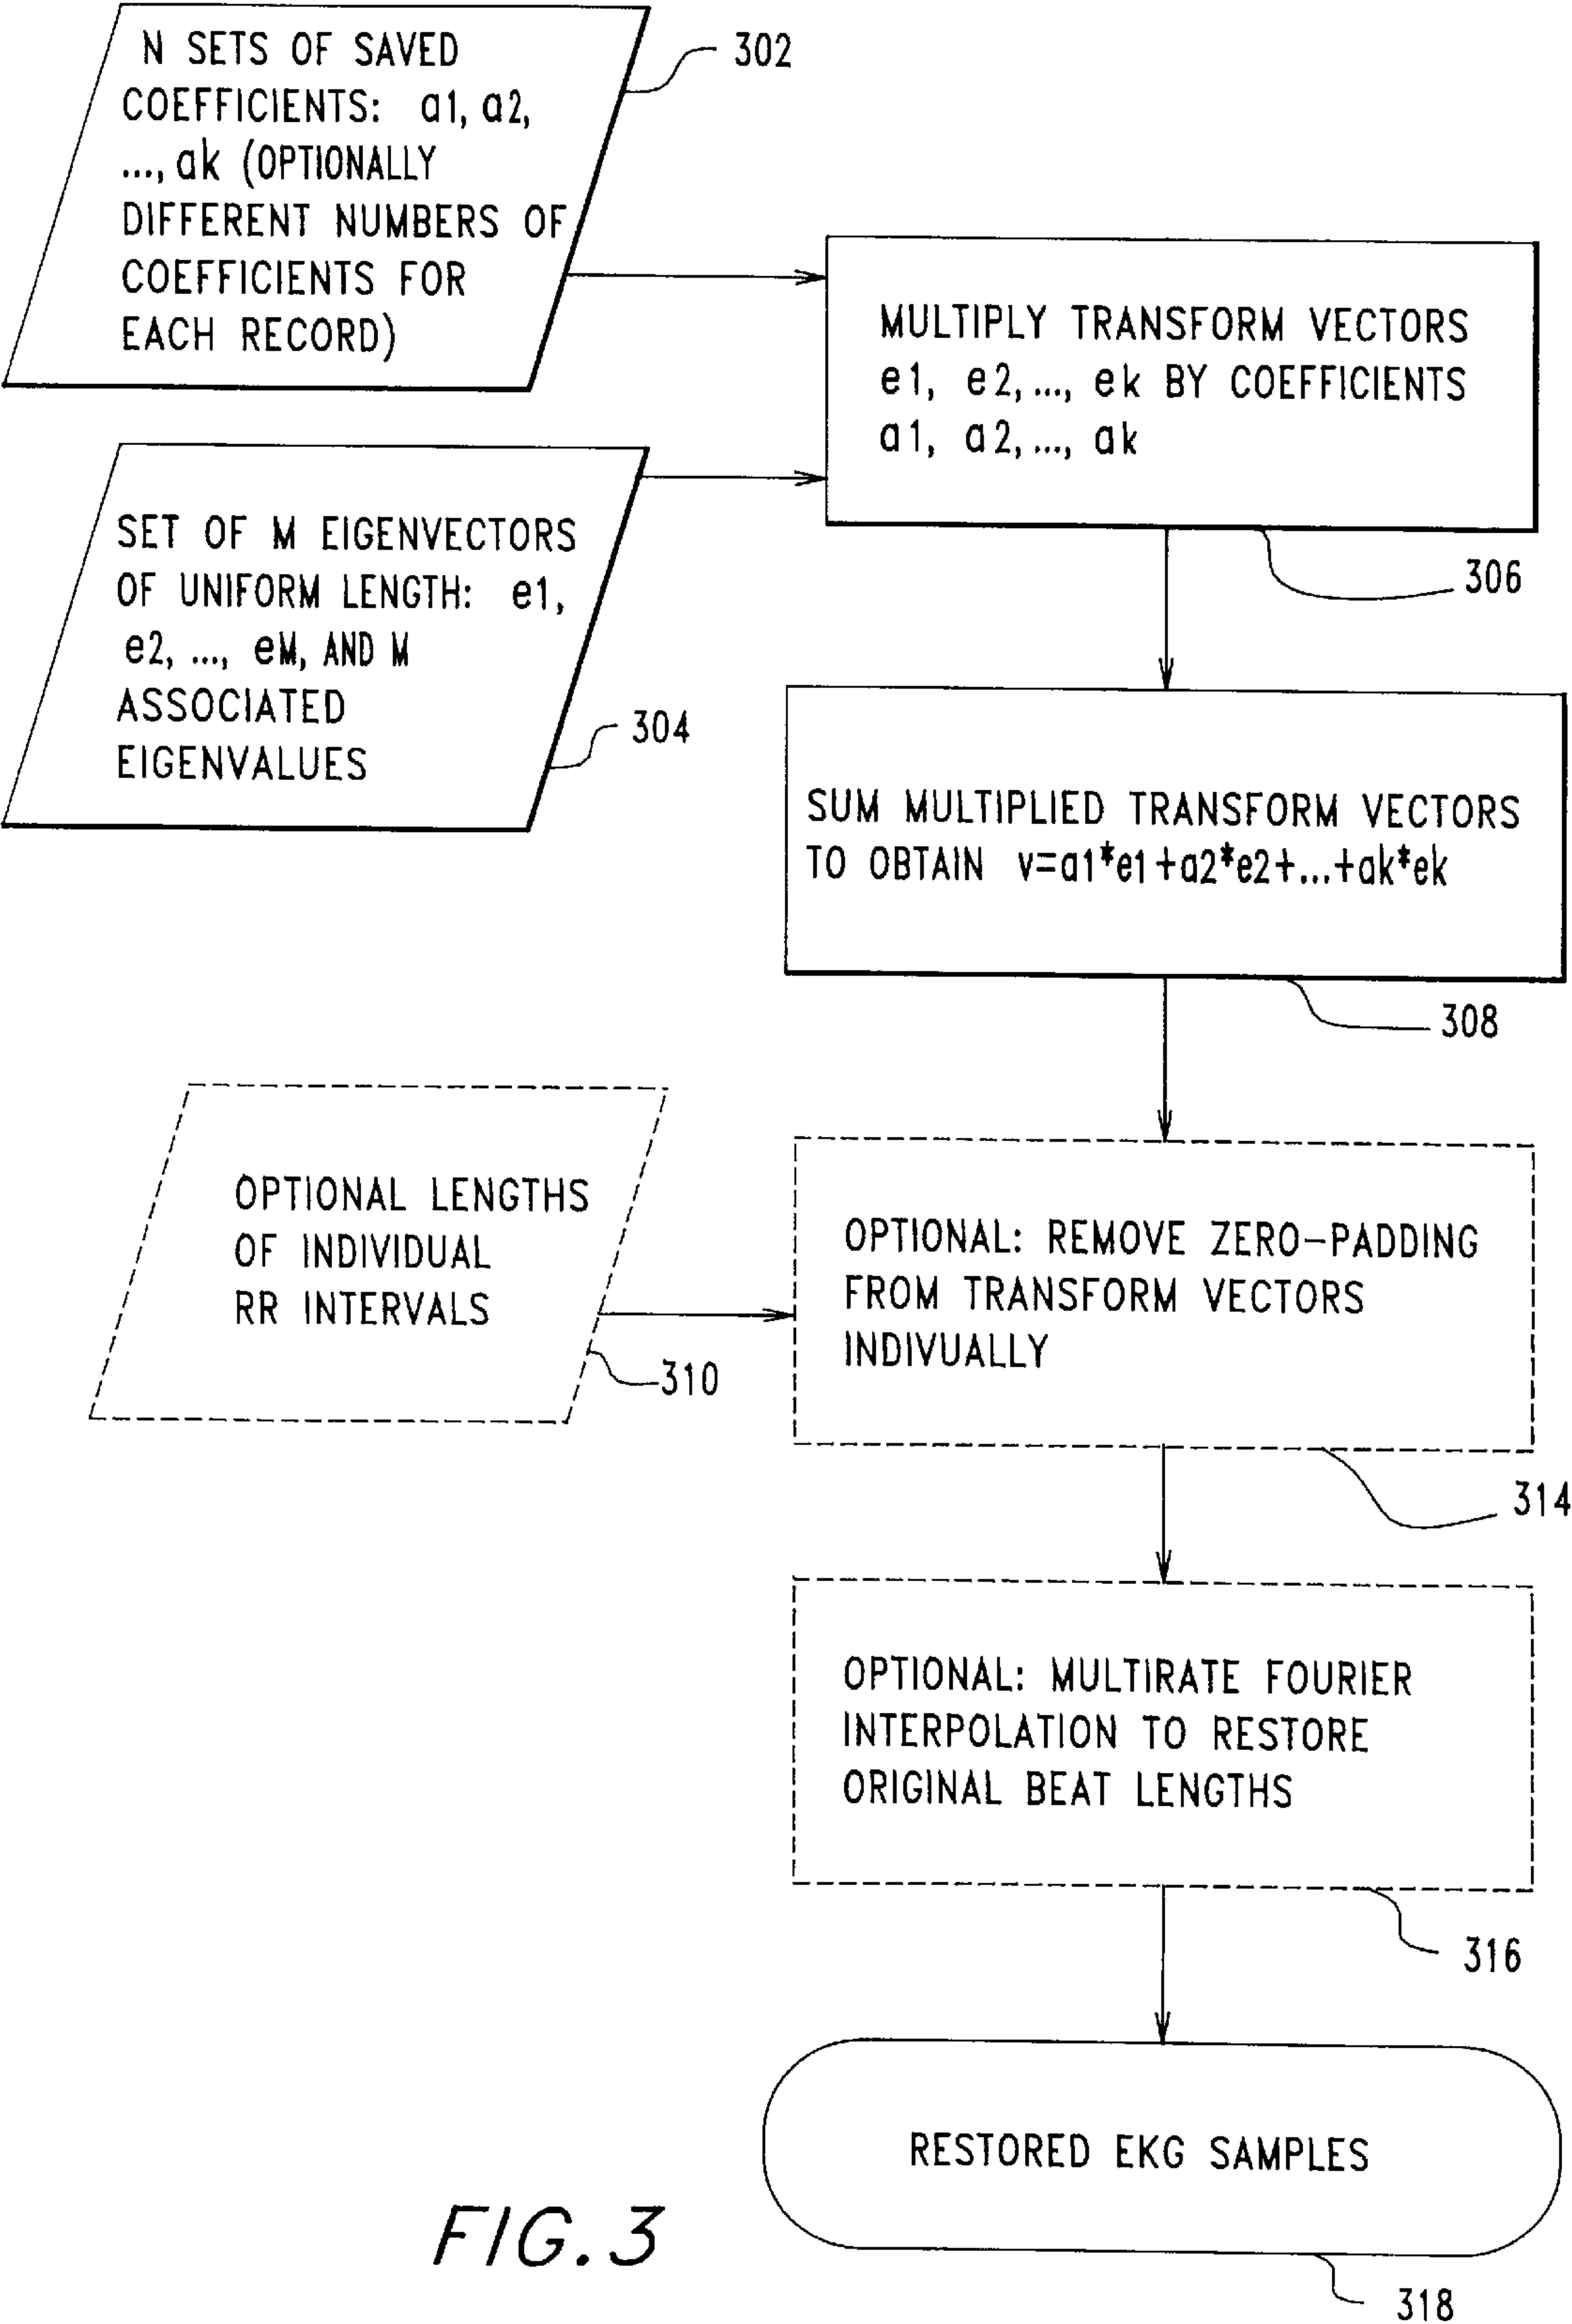 N SETS OF SAVED
COEFFICIENTS: a1, a2,
..., ak (OPTIONALLY
DIFFERENT NUMBERS OF
COEFFICIENTS FOR
EACH RECORD)
302
SET OF M EIGENVECTORS
OF UNIFORM LENGTH: e1,
e2, ..., eM, AND M
ASSOCIATED
EIGENVALUES
304
MULTIPLY TRANSFORM VECTORS
e1, e2, ..., ek BY COEFFICIENTS
a1, a2, ..., ak
306
SUM MULTIPLIED TRANSFORM VECTORS
TO OBTAIN v=a1*e1+a2*e2+...+ak*ek
308
OPTIONAL LENGTHS
OF INDIVIDUAL
RR INTERVALS
310
OPTIONAL: REMOVE ZERO-PADDING
FROM TRANSFORM VECTORS
INDIVUALLY
314
OPTIONAL: MULTIRATE FOURIER
INTERPOLATION TO RESTORE
ORIGINAL BEAT LENGTHS
316
RESTORED EKG SAMPLES
318
FIG. 3